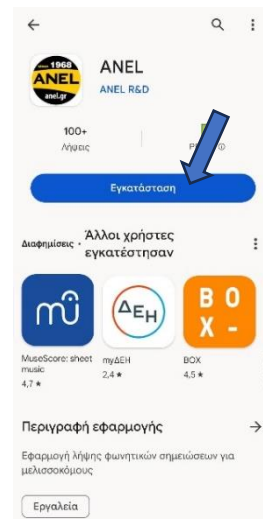 since 1968
ANEL
anel.gr
ANEL
ANEL R&D
100+
Λήψεις
Εγκατάσταση
Διαφημίσεις · Άλλοι χρήστες
εγκατέστησαν
mû
ΔΕΗ
B O
X -
MuseScore: sheet
music
4,7 ★
myΔΕΗ
2,4 ★
BOX
4,5 ★
Περιγραφή εφαρμογής
Εφαρμογή λήψης φωνητικών σημειώσεων για
μελισσοκόμους
Εργαλεία